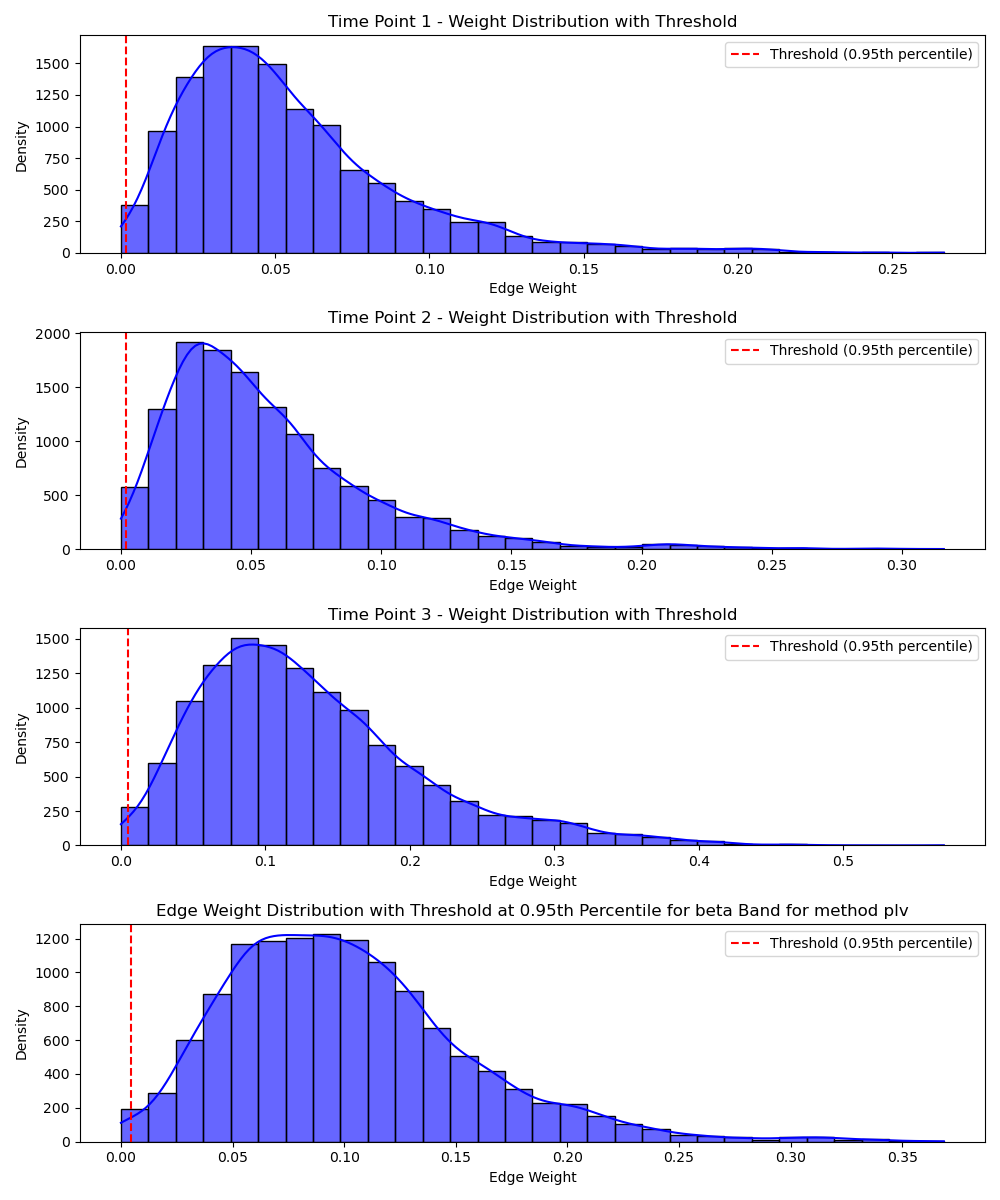 Time Point 1 - Weight Distribution with Threshold
Threshold (0.95th percentile)
Density
1500
1250
1000
750
500
250
0
0.00 0.05 0.10 0.15 0.20 0.25
Edge Weight
Time Point 2 - Weight Distribution with Threshold
Threshold (0.95th percentile)
Density
2000
1500
1000
500
0
0.00 0.05 0.10 0.15 0.20 0.25 0.30
Edge Weight
Time Point 3 - Weight Distribution with Threshold
Threshold (0.95th percentile)
Density
1500
1250
1000
750
500
250
0
0.0 0.1 0.2 0.3 0.4 0.5
Edge Weight
Edge Weight Distribution with Threshold at 0.95th Percentile for beta Band for method plv
Threshold (0.95th percentile)
Density
1200
1000
800
600
400
200
0
0.00 0.05 0.10 0.15 0.20 0.25 0.30 0.35
Edge Weight